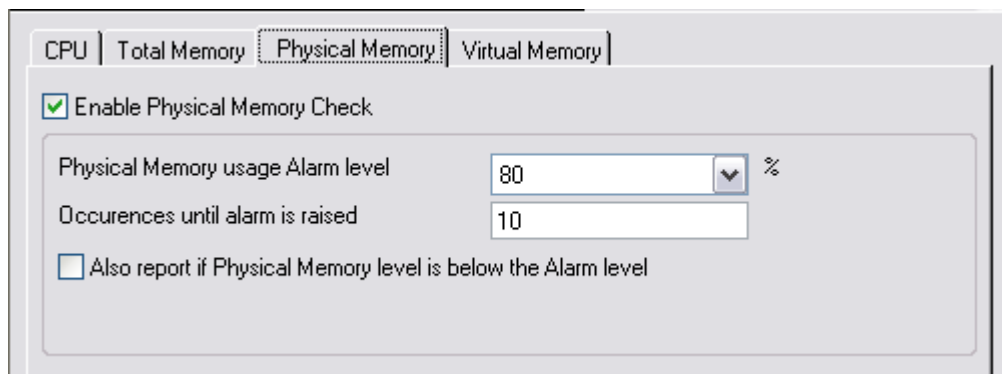 CPU Total Memory Physical Memory Virtual Memory
Enable Physical Memory Check
Physical Memory usage Alarm level 80 %
Occurences until alarm is raised 10
Also report if Physical Memory level is below the Alarm level